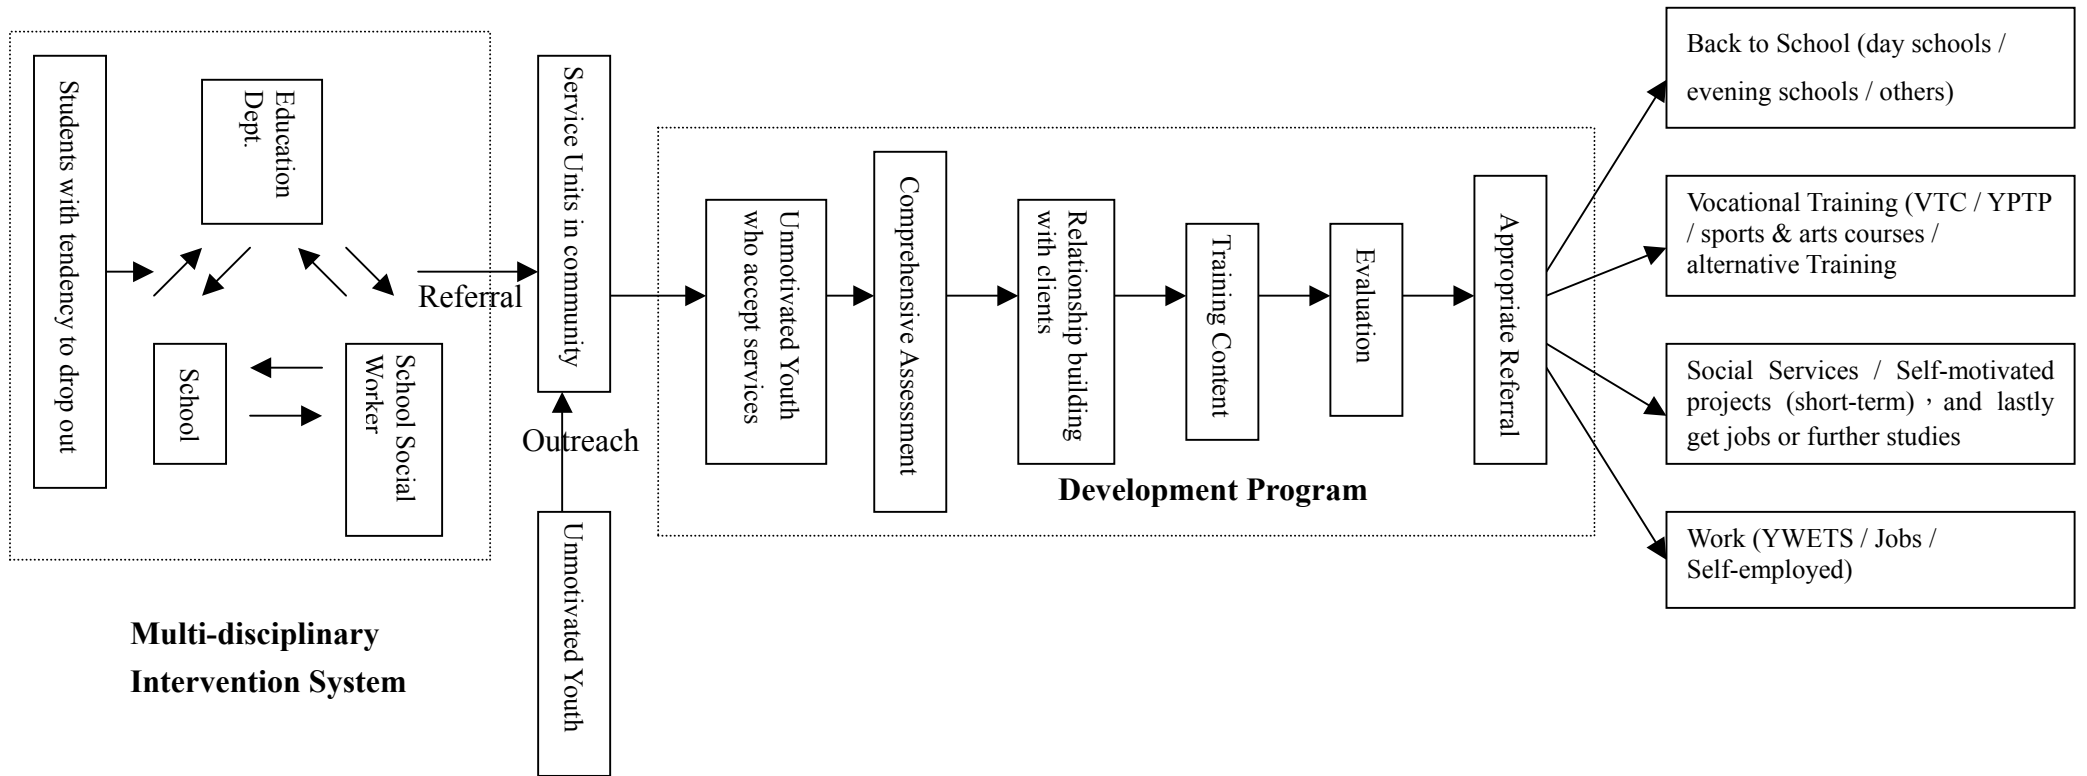 Students with tendency to drop out
Education
Dept.
School
School Social
Worker
Multi-disciplinary
Intervention System
Referral
Service Units in community
Outreach
Unmotivated Youth
Unmotivated Youth
who accept services
Comprehensive Assessment
Relationship building
with clients
Training Content
Evaluation
Appropriate Referral
Development Program
Back to School (day schools /
evening schools / others)
Vocational Training (VTC / YPTP
/ sports & arts courses /
alternative Training
Social Services / Self-motivated
projects (short-term)，and lastly
get jobs or further studies
Work (YWETS / Jobs /
Self-employed)